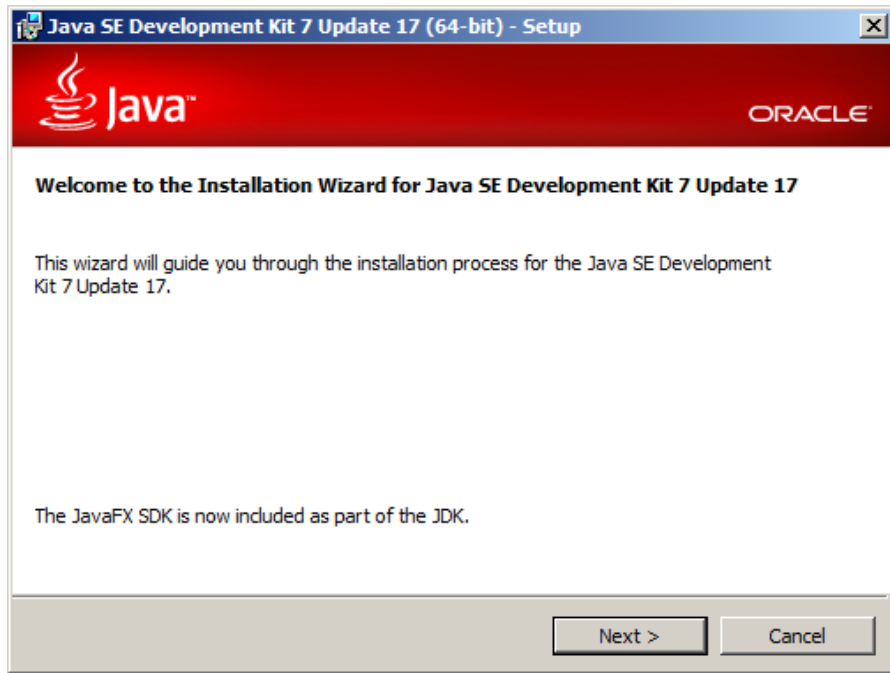 Java SE Development Kit 7 Update 17 (64-bit) - Setup
Java™
ORACLE®
Welcome to the Installation Wizard for Java SE Development Kit 7 Update 17
This wizard will guide you through the installation process for the Java SE Development
Kit 7 Update 17.
The JavaFX SDK is now included as part of the JDK.
Next >
Cancel